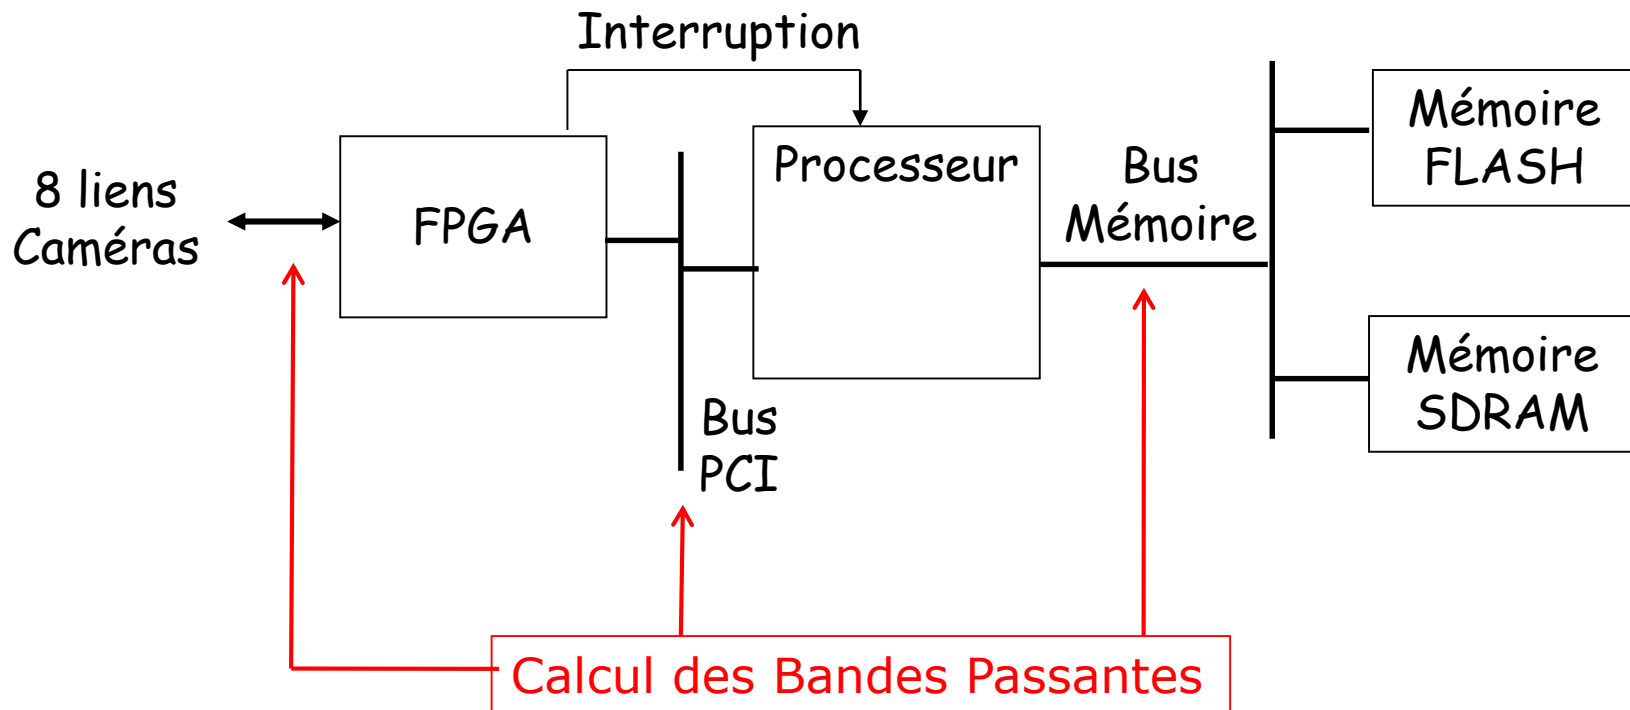 Interruption
8 liens
Caméras
FPGA
Processeur
Bus
Mémoire
Mémoire
FLASH
Mémoire
SDRAM
Bus
PCI
Calcul des Bandes Passantes